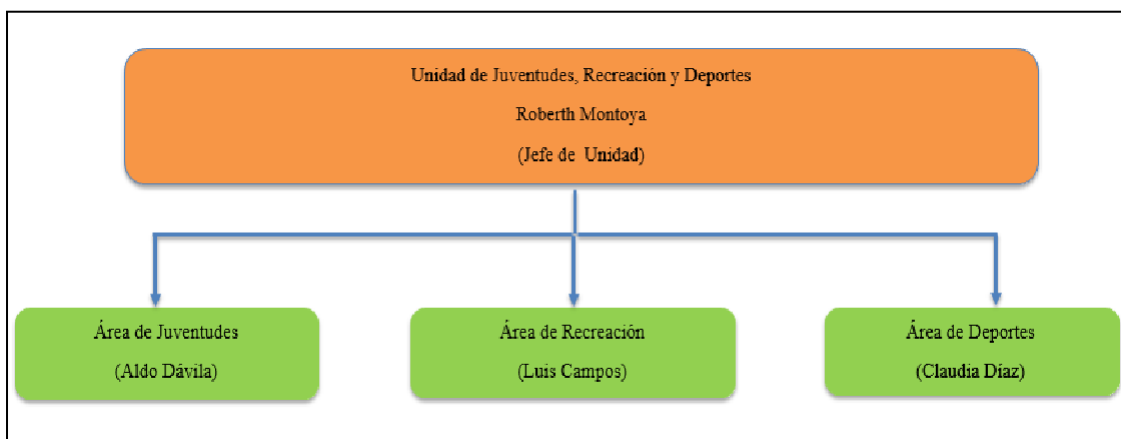 Unidad de Juventudes, Recreación y Deportes
Roberth Montoya
(Jefe de Unidad)
Área de Juventudes
(Aldo Dávila)
Área de Recreación
(Luis Campos)
Área de Deportes
(Claudia Díaz)